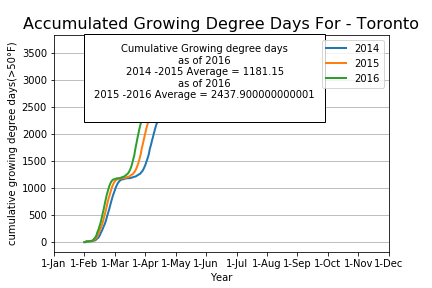 Accumulated Growing Degree Days For - Toronto
cumulative growing degree days(>50°F)
3500
3000
2500
2000
1500
1000
500
0
Cumulative Growing degree days
as of 2016
2014 -2015 Average = 1181.15
as of 2016
2015 -2016 Average = 2437.900000000001
2014
2015
2016
1-Jan 1-Feb 1-Mar 1-Apr 1-May 1-Jun 1-Jul 1-Aug 1-Sep 1-Oct 1-Nov 1-Dec
Year